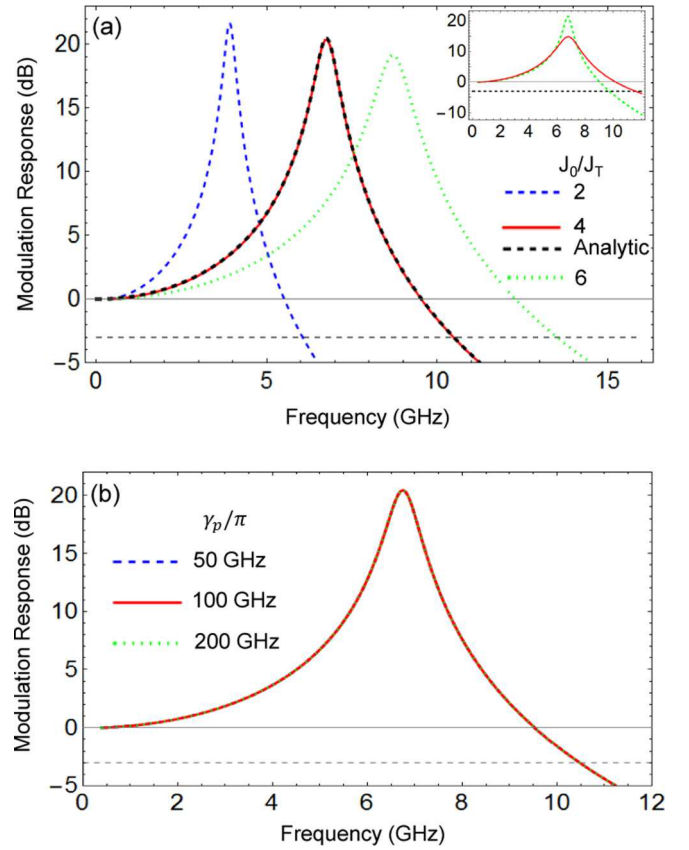 (a)
Modulation Response (dB)
20
15
10
5
0
−5
0 5 10 15
Frequency (GHz)
20
10
0
−10
0 2 4 6 8 10 12
J₀/J_T
2
4
Analytic
6
(b)
Modulation Response (dB)
20
15
10
5
0
−5
0 2 4 6 8 10 12
Frequency (GHz)
γₚ/π
50 GHz
100 GHz
200 GHz